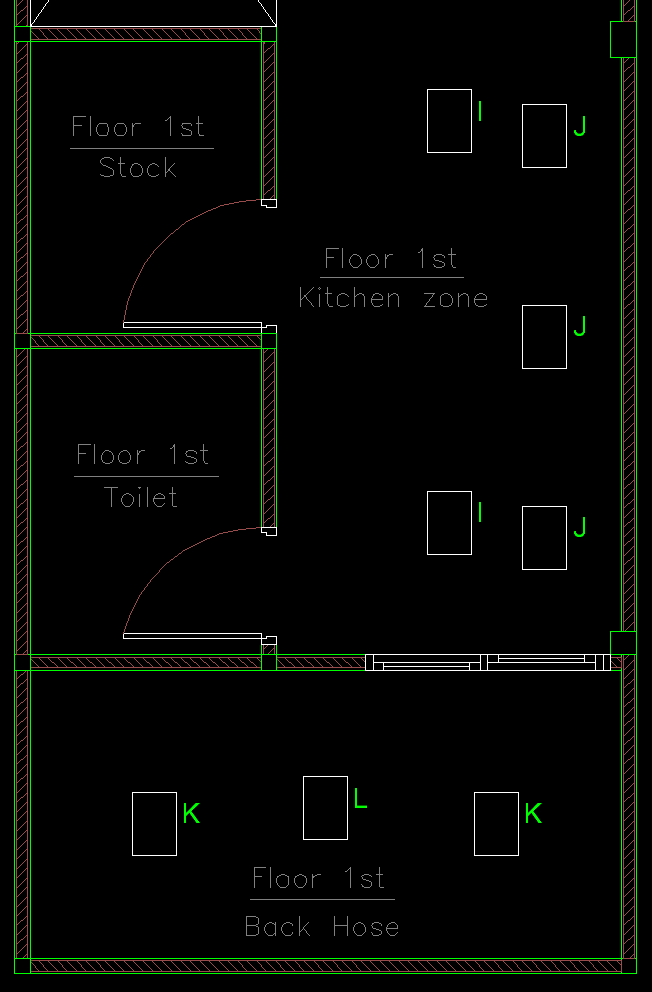 I
J
Floor 1st
Stock
Floor 1st
Kitchen zone
J
Floor 1st
Toilet
I
J
K
L
K
Floor 1st
Back Hose